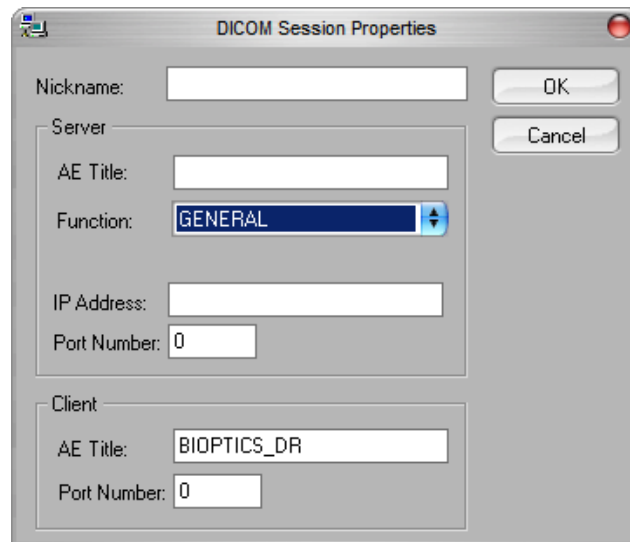 DICOM Session Properties
Nickname:
OK
Server
Cancel
AE Title:
Function: GENERAL
IP Address:
Port Number: 0
Client
AE Title: BIOPTICS_DR
Port Number: 0